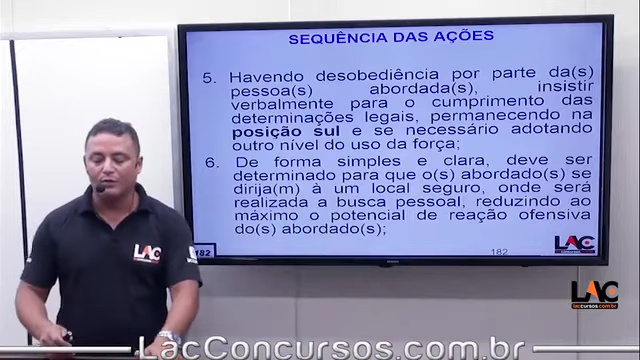 SEQUÊNCIA DAS AÇÕES
5. Havendo desobediência por parte da(s)
pessoa(s) abordada(s), insistir
verbalmente para o cumprimento das
determinações legais, permanecendo na
posição sul e se necessário adotando
outro nível do uso da força;
6. De forma simples e clara, deve ser
determinado para que o(s) abordado(s) se
dirija(m) à um local seguro, onde será
realizada a busca pessoal, reduzindo ao
máximo o potencial de reação ofensiva
do(s) abordado(s);
182
182
LAC
LAC
LAC
laccursos.com.br
LacConcursos.com.br